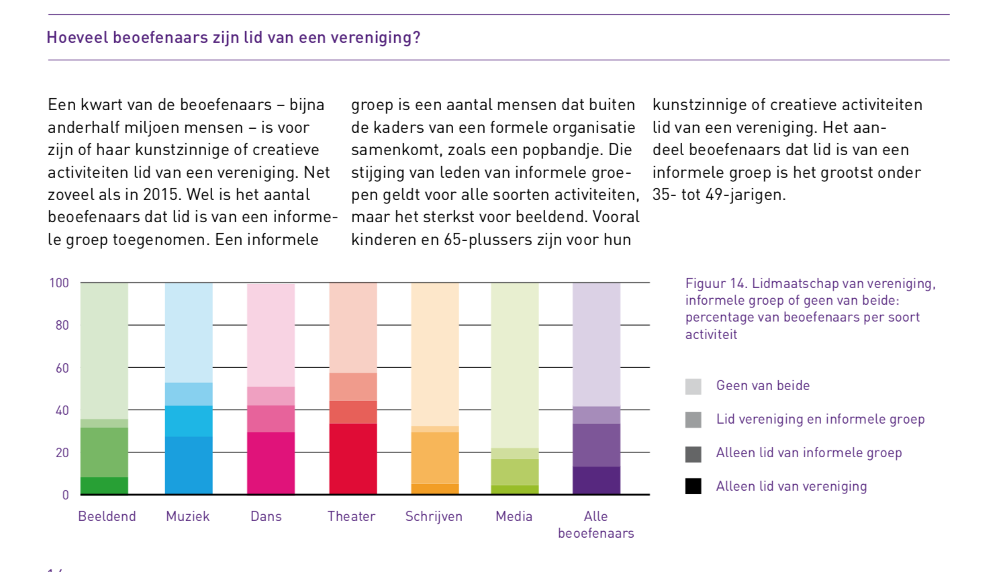 Hoeveel beoefenaars zijn lid van een vereniging?
Een kwart van de beoefenaars – bijna
anderhalf miljoen mensen – is voor
zijn of haar kunstzinnige of creatieve
activiteiten lid van een vereniging. Net
zoveel als in 2015. Wel is het aantal
beoefenaars dat lid is van een informe-
le groep toegenomen. Een informele
groep is een aantal mensen dat buiten
de kaders van een formele organisatie
samenkomt, zoals een popbandje. Die
stijging van leden van informele groe-
pen geldt voor alle soorten activiteiten,
maar het sterkst voor beeldend. Vooral
kinderen en 65-plussers zijn voor hun
kunstzinnige of creatieve activiteiten
lid van een vereniging. Het aan-
deel beoefenaars dat lid is van een
informele groep is het grootst onder
35- tot 49-jarigen.
100
80
60
40
20
0
Beeldend
Muziek
Dans
Theater
Schrijven
Media
Alle
beoefenaars
Figuur 14. Lidmaatschap van vereniging,
informele groep of geen van beide:
percentage van beoefenaars per soort
activiteit
Geen van beide
Lid vereniging en informele groep
Alleen lid van informele groep
Alleen lid van vereniging